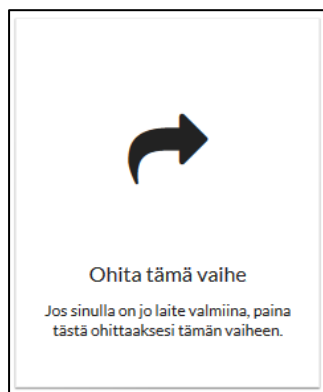 Ohita tämä vaihe
Jos sinulla on jo laite valmiina, paina
tästä ohittaaksesi tämän vaiheen.